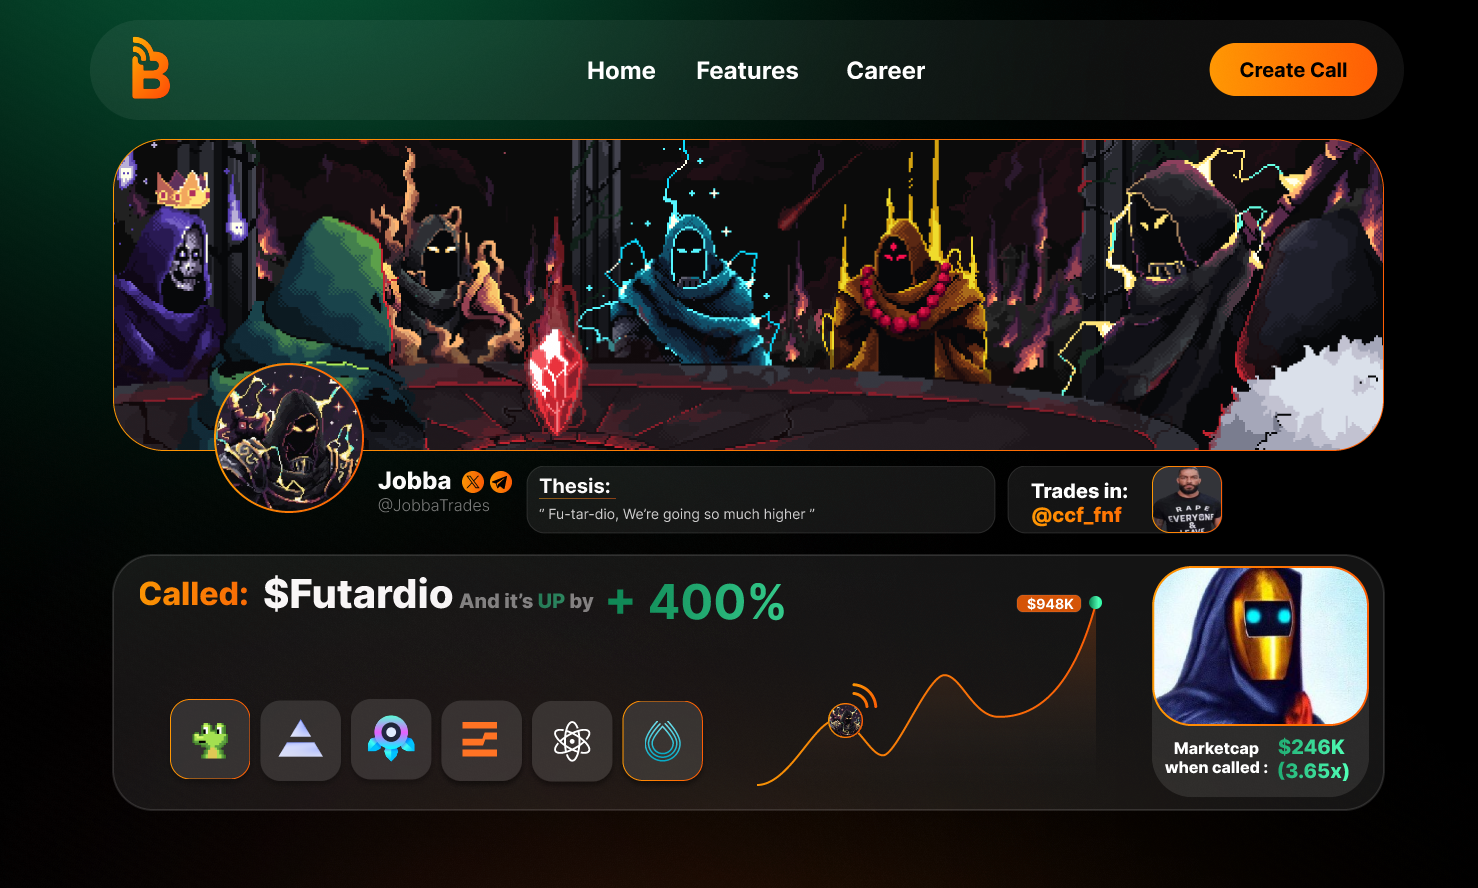 Home Features Career
Create Call
Jobba
@JobbaTrades
Thesis:
“ Fu-tar-dio, We’re going so much higher ”
Trades in:
@ccf_fnf
RAPE
EVERYONE
&
LEAVE
Called: $Futardio And it’s UP by + 400%
$948K
Marketcap
when called :
$246K
(3.65x)